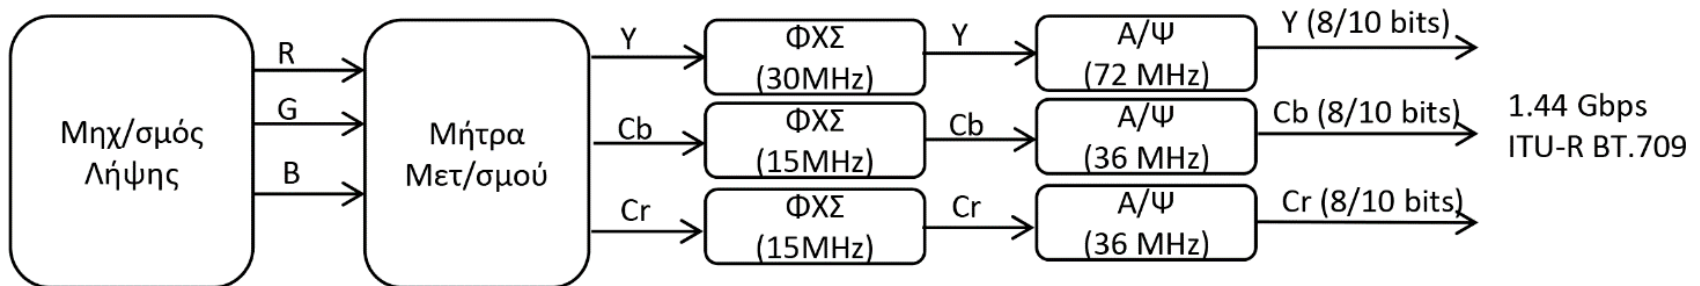 Μηχ/σμός
Λήψης
R
G
B
Μήτρα
Μετ/σμού
Y
ΦΧΣ
(30MHz)
Y
Α/Ψ
(72 MHz)
Y (8/10 bits)
Cb
ΦΧΣ
(15MHz)
Cb
Α/Ψ
(36 MHz)
Cb (8/10 bits)
Cr
ΦΧΣ
(15MHz)
Cr
Α/Ψ
(36 MHz)
Cr (8/10 bits)
1.44 Gbps
ITU-R BT.709